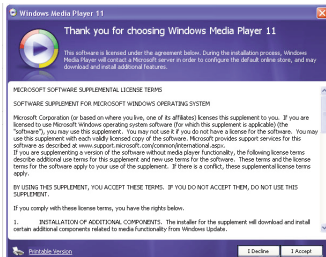 Windows Media Player 11
Thank you for choosing Windows Media Player 11
This software is licensed under the agreement below. During the installation process, Windows
Media Player will contact a Microsoft server in order to configure the default online store, and may
download and install additional features.
MICROSOFT SOFTWARE SUPPLEMENTAL LICENSE TERMS
SOFTWARE SUPPLEMENT FOR MICROSOFT WINDOWS OPERATING SYSTEM
Microsoft Corporation (or based on where you live, one of its affiliates) licenses this supplement to you. If you are
licensed to use Microsoft Windows operating system software (for which this supplement is applicable) (the
"software"), you may use this supplement. You may not use it if you do not have a license for the software. You may
use this supplement with each validly licensed copy of the software. Microsoft provides support services for this
software as described at www.support.microsoft.com/common/international.aspx.
If you are supplementing a version of the software without media player functionality, the following license terms
describe additional use terms for this supplement and new use terms for the software. These terms and the license
terms for the software apply to your use of the supplement. If there is a conflict, these supplemental license terms
apply.
BY USING THIS SUPPLEMENT, YOU ACCEPT THESE TERMS. IF YOU DO NOT ACCEPT THEM, DO NOT USE THIS
SUPPLEMENT.
If you comply with these license terms, you have the rights below.
1. INSTALLATION OF ADDITIONAL COMPONENTS. The installer for the supplement will download and install
certain additional components related to media functionality from Windows Update.
Printable Version
I Decline
I Accept